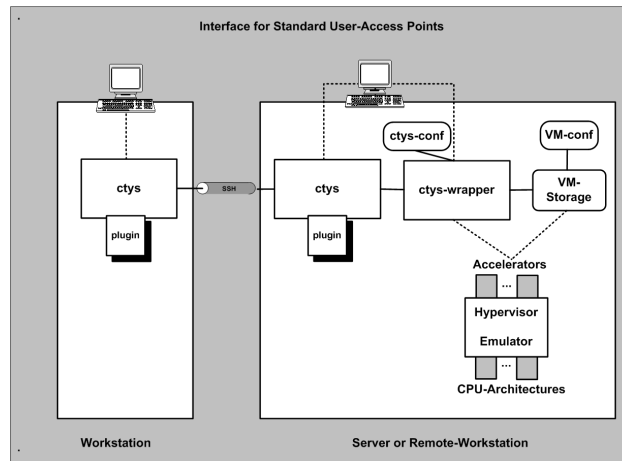 Interface for Standard User-Access Points
ctys-conf
VM-conf
ctys
SSH
ctys
ctys-wrapper
VM-
Storage
plugin
plugin
Accelerators
...
Hypervisor
Emulator
...
CPU-Architectures
Workstation
Server or Remote-Workstation